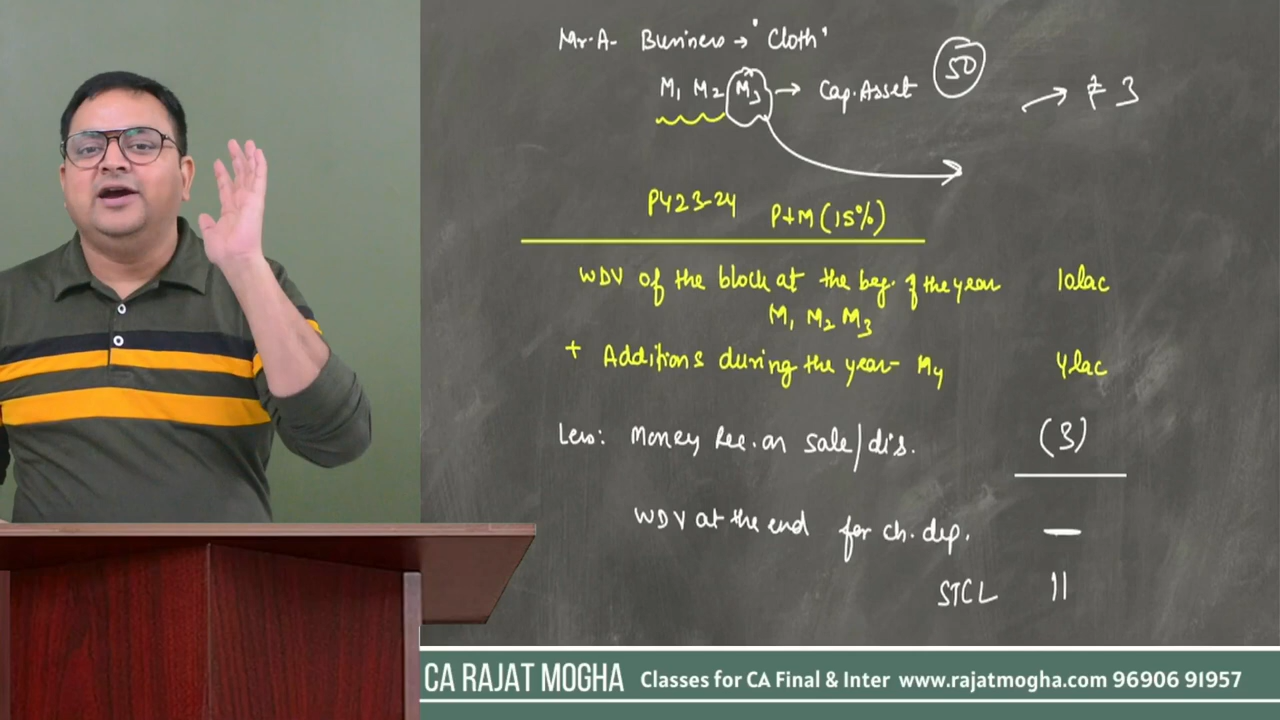 Mr.A- Business → "Cloth"
M1 M2 M3 → Cap. Asset 50 → ₹ 3
PY23-24 P+M (15%)
WDV of the block at the beg. of the year 10lac
M1 M2 M3
+ Additions during the year- M4 4lac
Less: Money Rec. on sale/dis. (3)
WDV at the end for ch. dep. —
STCL 11
CA RAJAT MOGHA Classes for CA Final & Inter www.rajatmogha.com 96906 91957